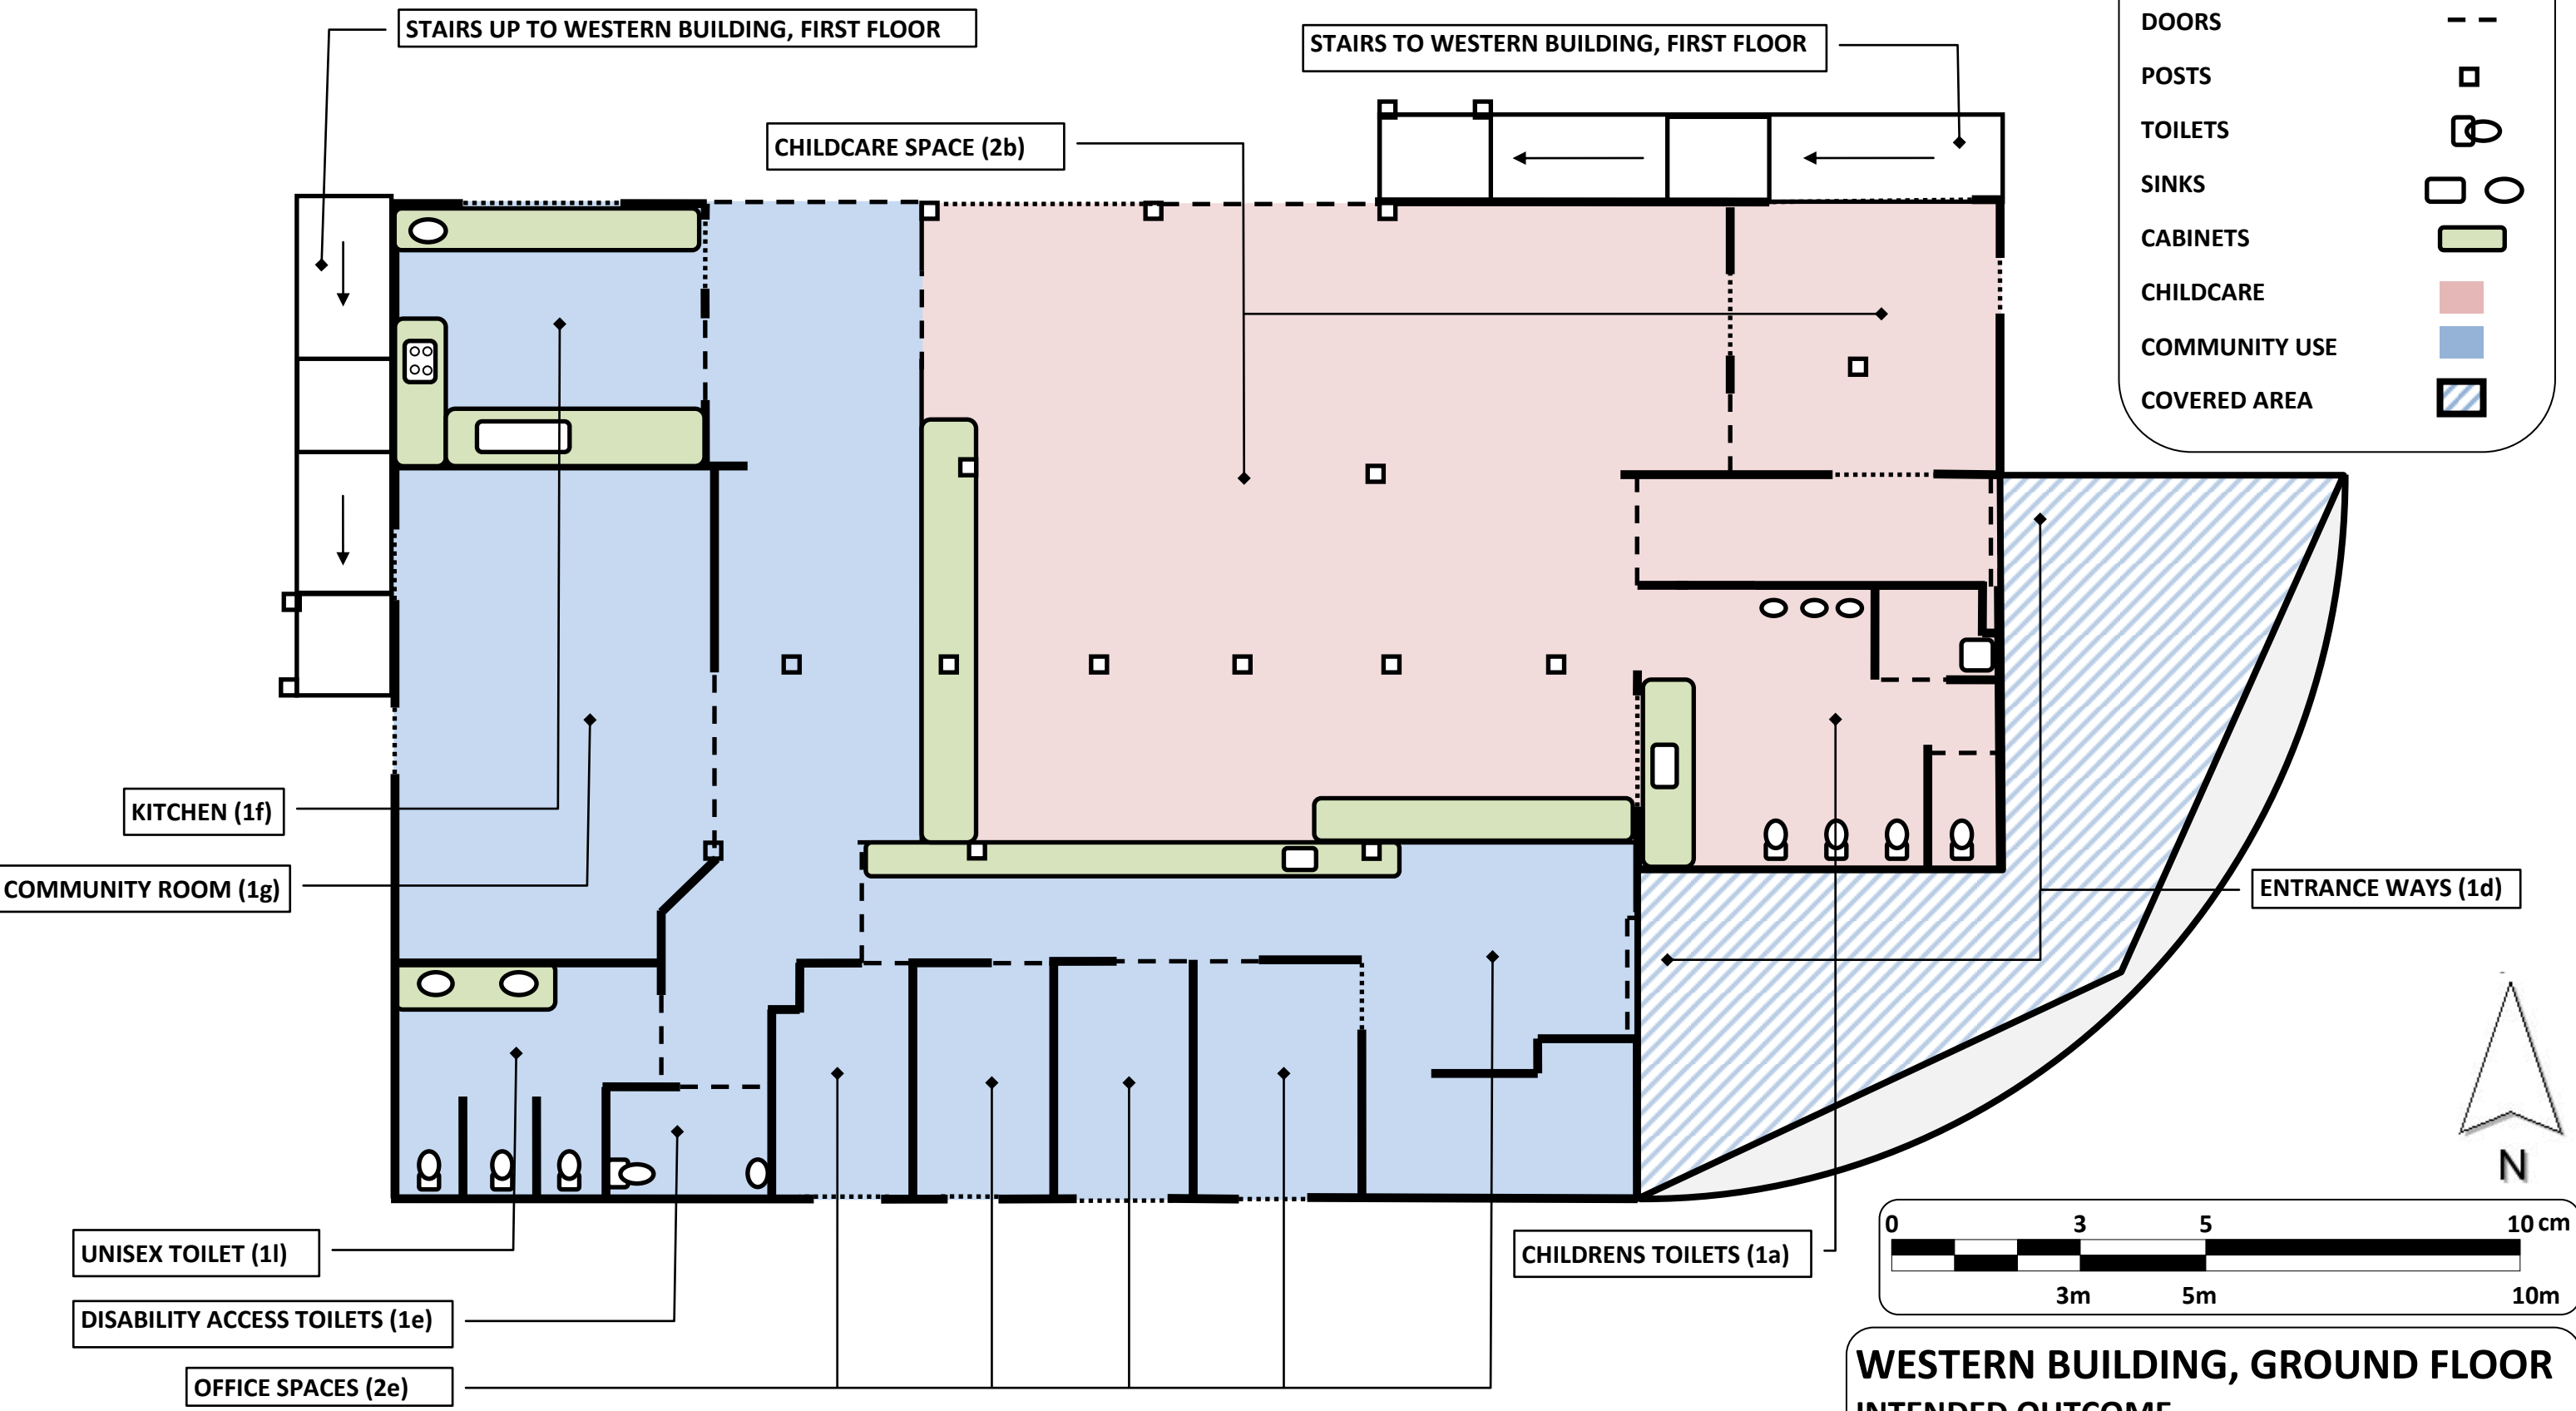 STAIRS UP TO WESTERN BUILDING, FIRST FLOOR
STAIRS TO WESTERN BUILDING, FIRST FLOOR
CHILDCARE SPACE (2b)
DOORS
POSTS
TOILETS
SINKS
CABINETS
CHILDCARE
COMMUNITY USE
COVERED AREA
KITCHEN (1f)
COMMUNITY ROOM (1g)
ENTRANCE WAYS (1d)
N
UNISEX TOILET (1l)
CHILDRENS TOILETS (1a)
DISABILITY ACCESS TOILETS (1e)
OFFICE SPACES (2e)
0 3 5 10 cm
3m 5m 10m
WESTERN BUILDING, GROUND FLOOR
INTENDED OUTCOME